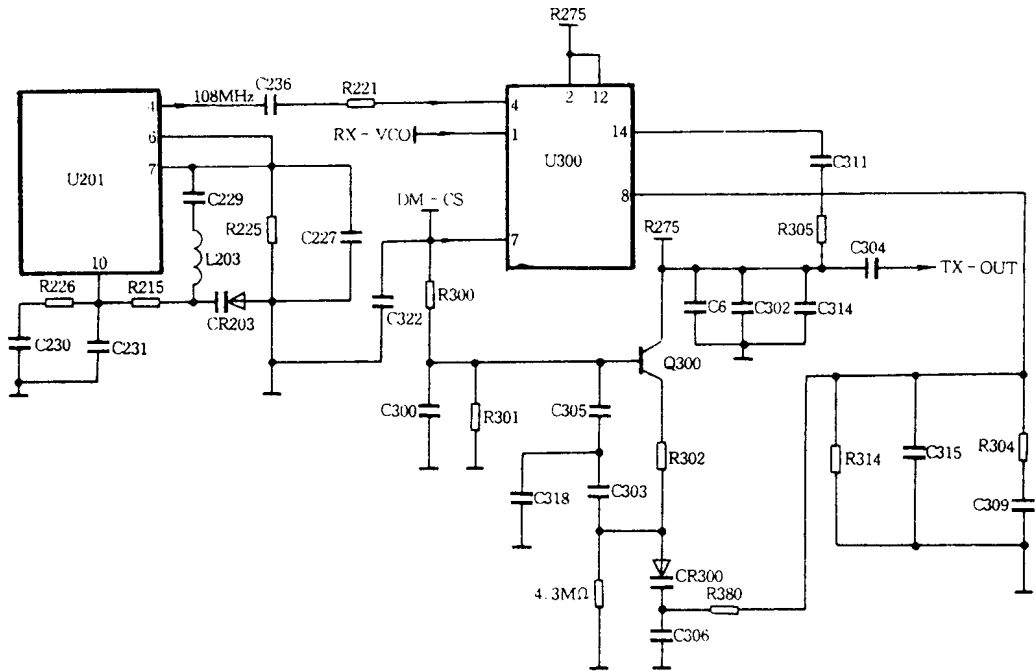 R275
C236
R221
108MHz
4
4
2
12
RX-VCO
1
14
6
U300
C311
7
U201
C229
DM-CS
8
R225
R275
R305
C227
7
L203
C304
TX-OUT
10
R226
R215
R300
C6
C302
C314
CR203
C322
C230
C231
Q300
C300
R301
C305
R302
R314
C315
R304
C318
C303
C309
4.3MΩ
CR300
R380
C306